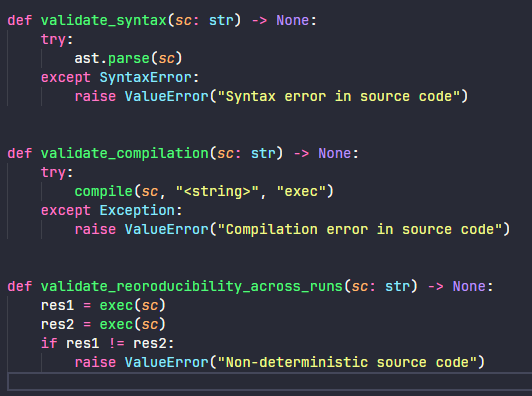 def validate_syntax(sc: str) -> None:
    try:
        ast.parse(sc)
    except SyntaxError:
        raise ValueError("Syntax error in source code")
def validate_compilation(sc: str) -> None:
    try:
        compile(sc, "<string>", "exec")
    except Exception:
        raise ValueError("Compilation error in source code")
def validate_reoroducibility_across_runs(sc: str) -> None:
    res1 = exec(sc)
    res2 = exec(sc)
    if res1 != res2:
        raise ValueError("Non-deterministic source code")